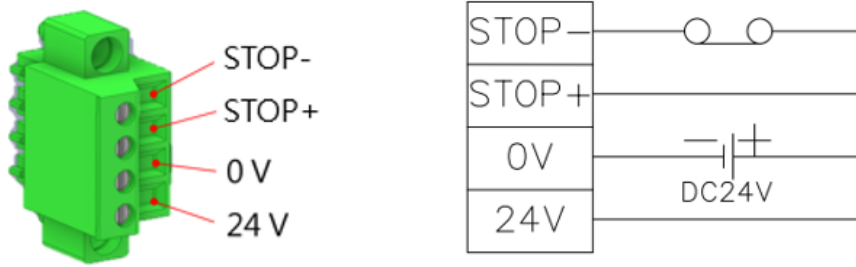 STOP-
STOP+
0 V
24 V
STOP-
STOP+
0V
24V
- +
DC24V